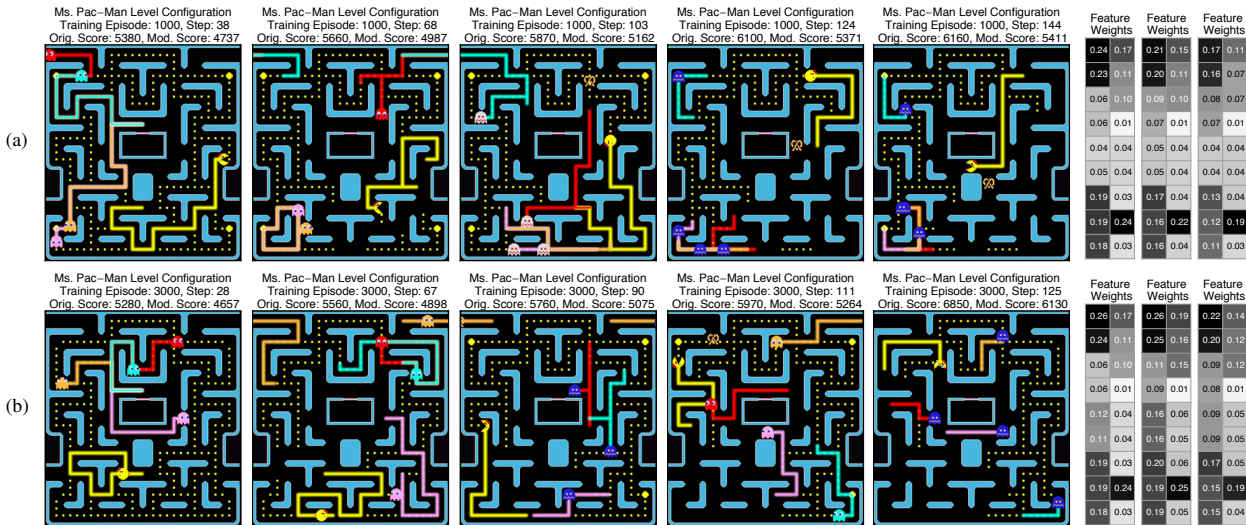 Ms. Pac−Man Level Configuration
Training Episode: 1000, Step: 38
Orig. Score: 5380, Mod. Score: 4737
Ms. Pac−Man Level Configuration
Training Episode: 1000, Step: 68
Orig. Score: 5660, Mod. Score: 4987
Ms. Pac−Man Level Configuration
Training Episode: 1000, Step: 103
Orig. Score: 5870, Mod. Score: 5162
Ms. Pac−Man Level Configuration
Training Episode: 1000, Step: 124
Orig. Score: 6100, Mod. Score: 5371
Ms. Pac−Man Level Configuration
Training Episode: 1000, Step: 144
Orig. Score: 6160, Mod. Score: 5411
Feature
Weights
0.24 0.17
0.23 0.11
0.06 0.10
0.06 0.01
0.04 0.04
0.05 0.04
0.19 0.03
0.19 0.24
0.18 0.03
Feature
Weights
0.21 0.15
0.20 0.11
0.09 0.10
0.07 0.01
0.05 0.04
0.05 0.04
0.17 0.04
0.16 0.22
0.16 0.04
Feature
Weights
0.17 0.11
0.16 0.07
0.08 0.07
0.07 0.01
0.04 0.04
0.05 0.04
0.13 0.04
0.12 0.19
0.11 0.03
(a)
Ms. Pac−Man Level Configuration
Training Episode: 3000, Step: 28
Orig. Score: 5280, Mod. Score: 4657
Ms. Pac−Man Level Configuration
Training Episode: 3000, Step: 67
Orig. Score: 5560, Mod. Score: 4898
Ms. Pac−Man Level Configuration
Training Episode: 3000, Step: 90
Orig. Score: 5760, Mod. Score: 5075
Ms. Pac−Man Level Configuration
Training Episode: 3000, Step: 111
Orig. Score: 5970, Mod. Score: 5264
Ms. Pac−Man Level Configuration
Training Episode: 3000, Step: 125
Orig. Score: 6850, Mod. Score: 6130
Feature
Weights
0.26 0.17
0.24 0.11
0.06 0.10
0.06 0.01
0.12 0.04
0.11 0.04
0.19 0.03
0.19 0.24
0.18 0.03
Feature
Weights
0.26 0.19
0.25 0.16
0.11 0.15
0.09 0.01
0.16 0.06
0.16 0.05
0.20 0.06
0.19 0.25
0.19 0.05
Feature
Weights
0.22 0.14
0.20 0.12
0.09 0.12
0.08 0.01
0.09 0.05
0.09 0.05
0.17 0.05
0.15 0.19
0.15 0.04
(b)